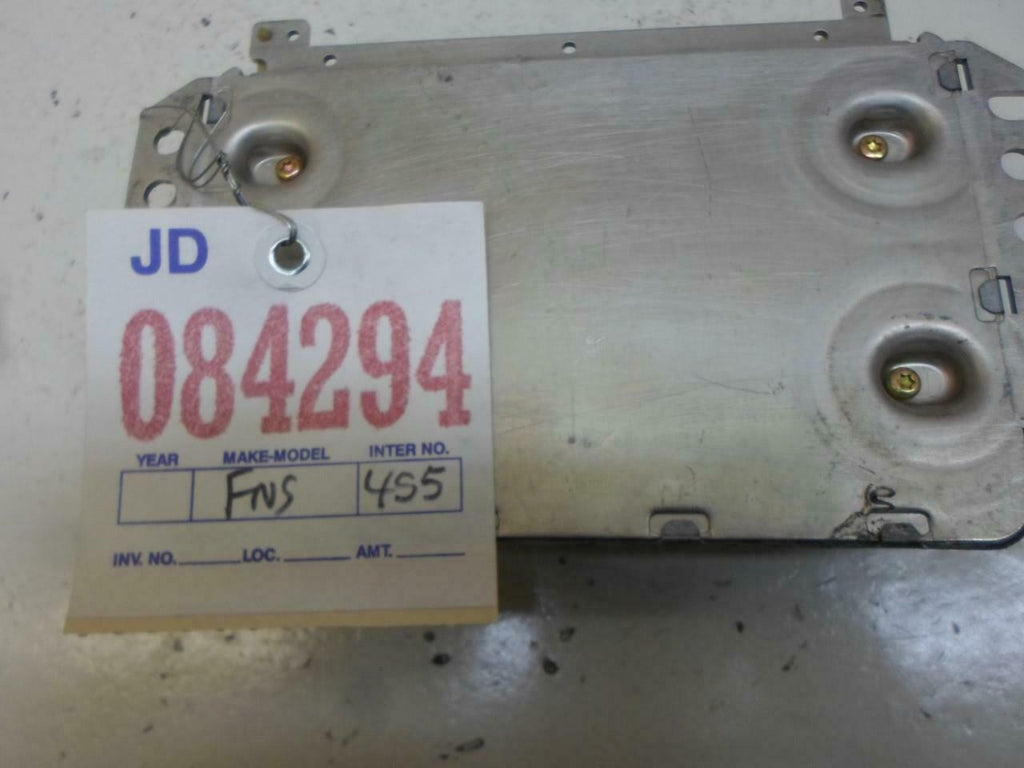 JD
084294
YEAR MAKE-MODEL INTER NO.
FNS 455
INV. NO. LOC. AMT.